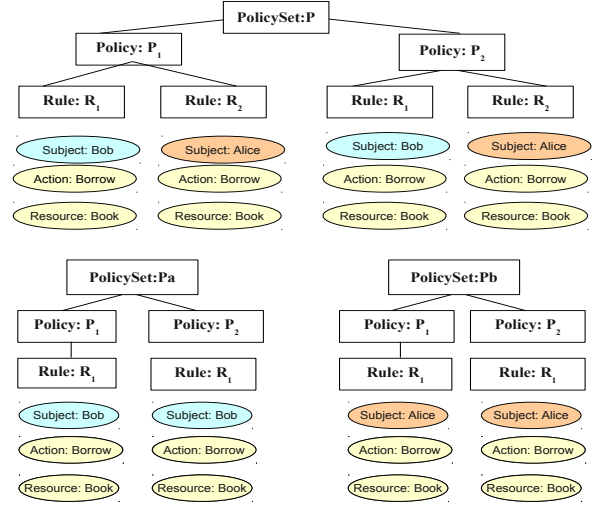 PolicySet:P
Policy: P1 Policy: P2
Rule: R1 Rule: R2 Rule: R1 Rule: R2
Subject: Bob Subject: Alice Subject: Bob Subject: Alice
Action: Borrow Action: Borrow Action: Borrow Action: Borrow
Resource: Book Resource: Book Resource: Book Resource: Book
PolicySet:Pa PolicySet:Pb
Policy: P1 Policy: P2 Policy: P1 Policy: P2
Rule: R1 Rule: R1 Rule: R1 Rule: R1
Subject: Bob Subject: Bob Subject: Alice Subject: Alice
Action: Borrow Action: Borrow Action: Borrow Action: Borrow
Resource: Book Resource: Book Resource: Book Resource: Book